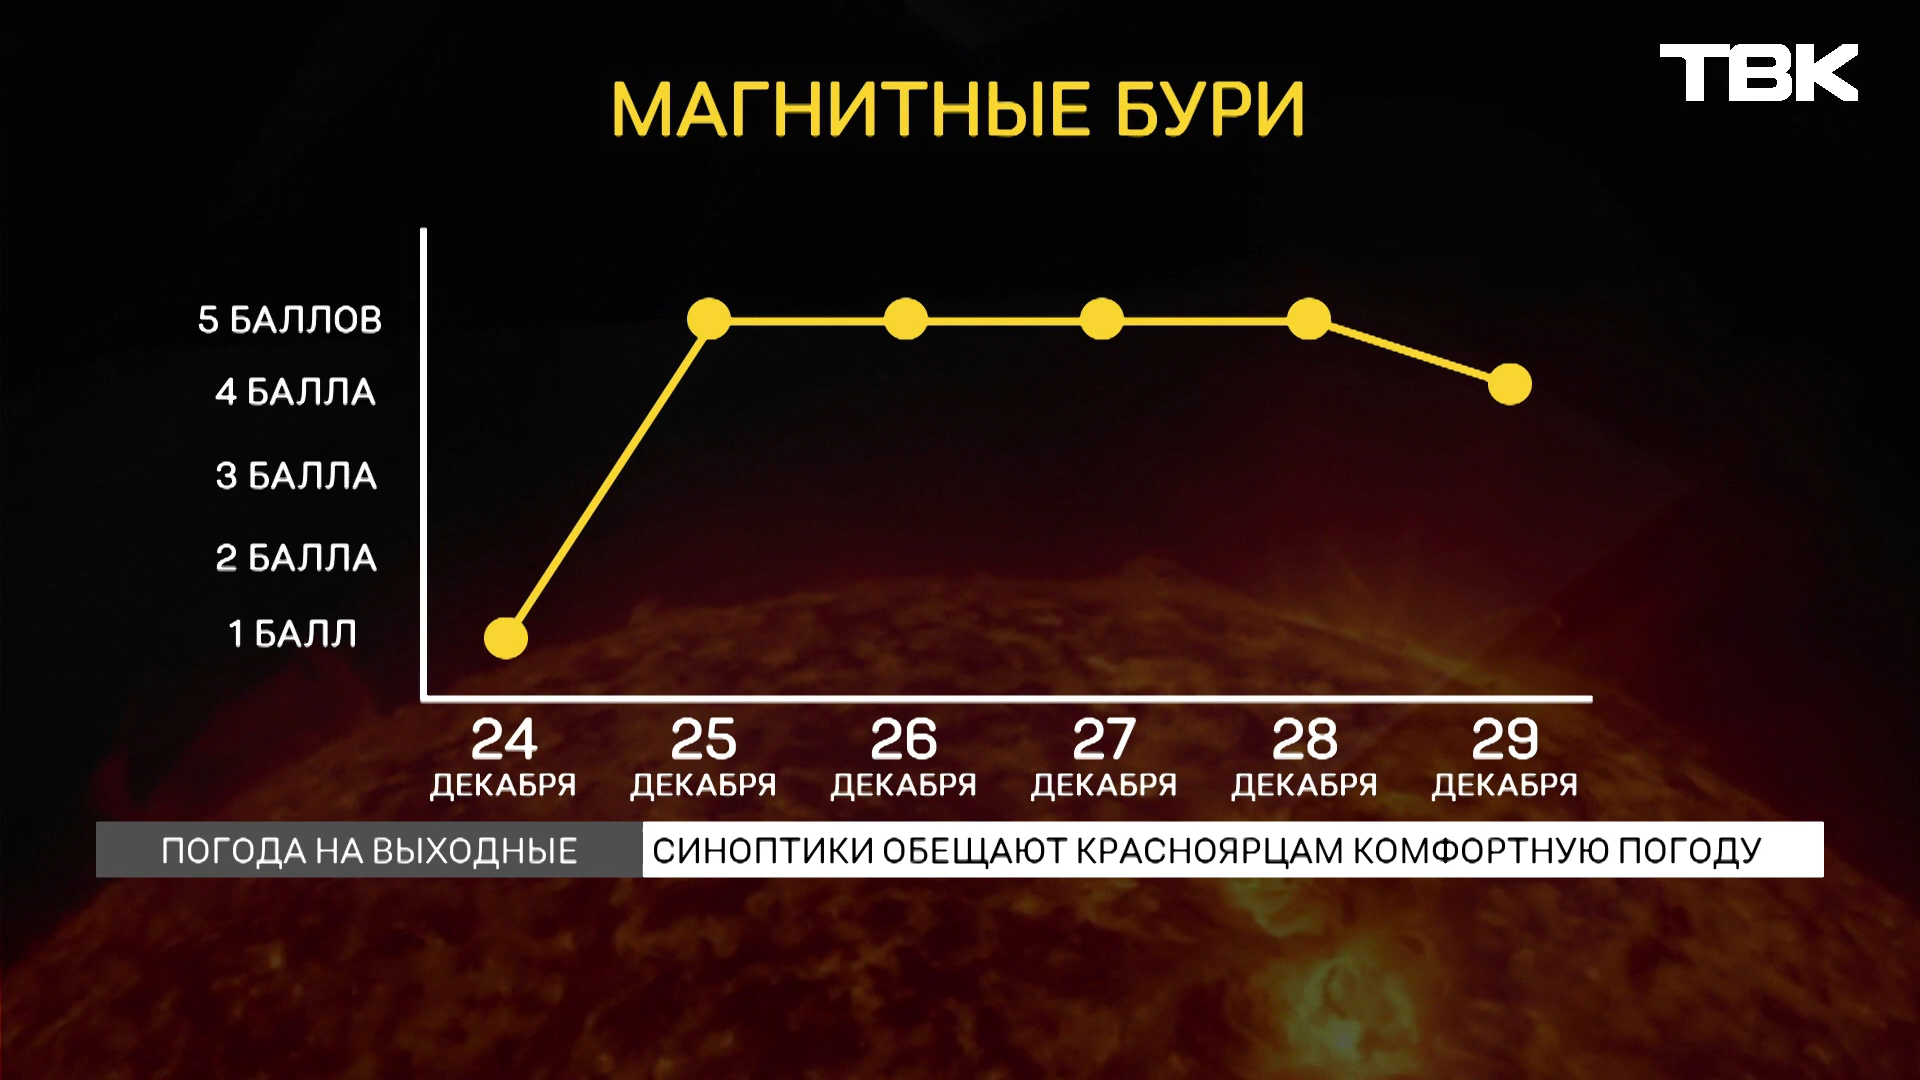 ТВК
МАГНИТНЫЕ БУРИ
5 БАЛЛОВ
4 БАЛЛА
3 БАЛЛА
2 БАЛЛА
1 БАЛЛ
24 25 26 27 28 29
ДЕКАБРЯ ДЕКАБРЯ ДЕКАБРЯ ДЕКАБРЯ ДЕКАБРЯ ДЕКАБРЯ
ПОГОДА НА ВЫХОДНЫЕ СИНОПТИКИ ОБЕЩАЮТ КРАСНОЯРЦАМ КОМФОРТНУЮ ПОГОДУ